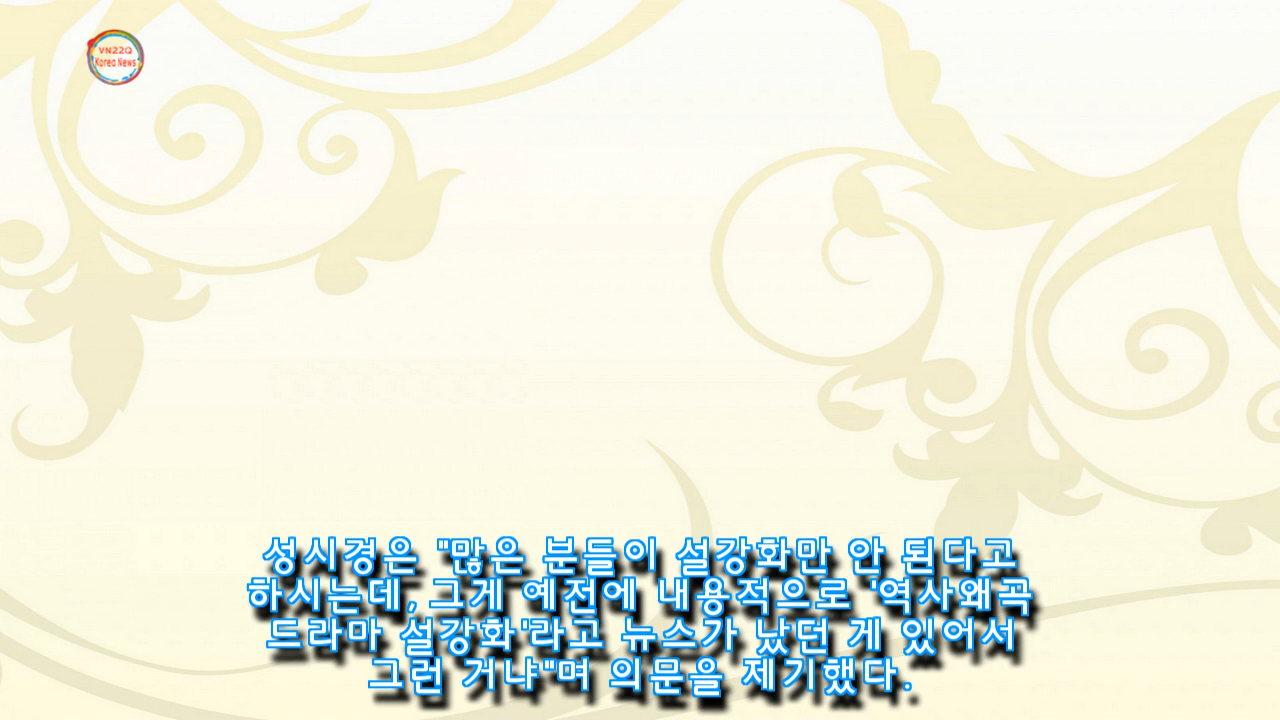 VN22Q
Korea News
성시경은 "많은 분들이 설강화만 안 된다고
하시는데, 그게 예전에 내용적으로 '역사왜곡
드라마 설강화'라고 뉴스가 났던 게 있어서
그런 거냐"며 의문을 제기했다.